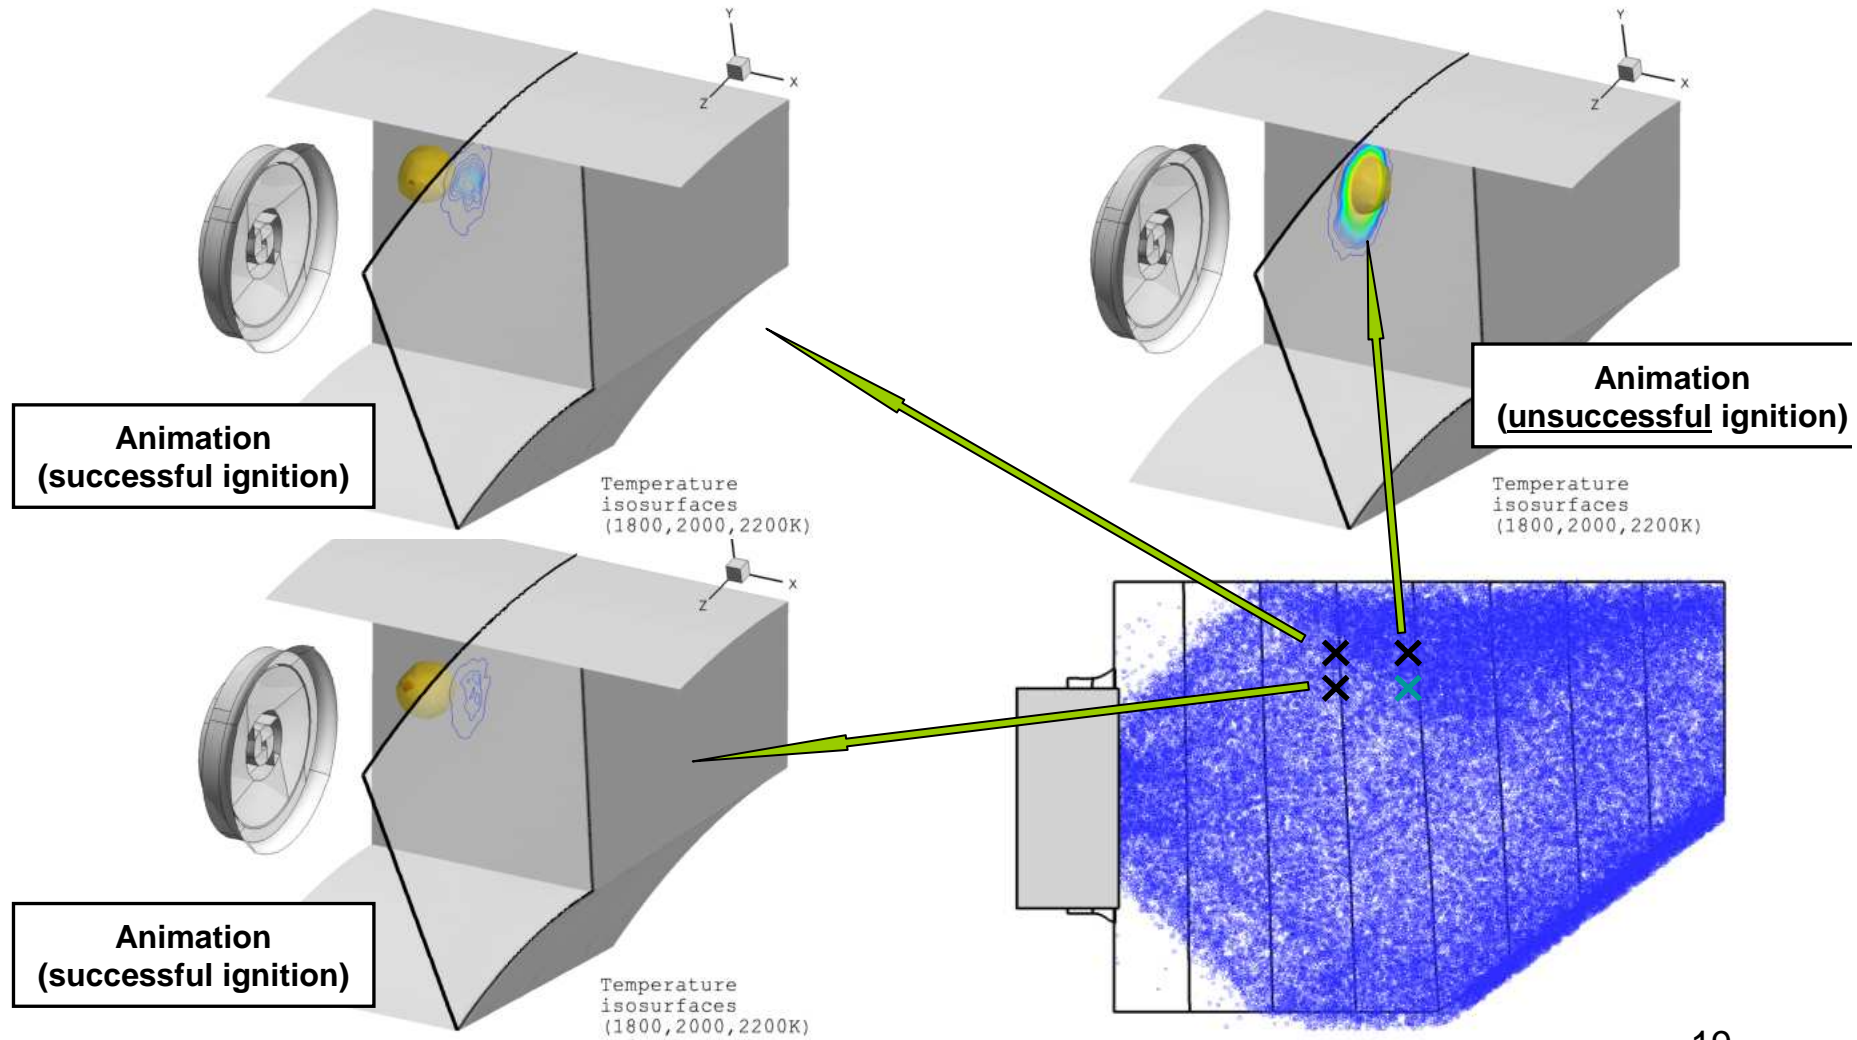 Y
X
Z
Animation
(successful ignition)
Temperature
isosurfaces
(1800,2000,2200K)
Y
X
Z
Animation
(unsuccessful ignition)
Temperature
isosurfaces
(1800,2000,2200K)
X
Z
Animation
(successful ignition)
Temperature
isosurfaces
(1800,2000,2200K)